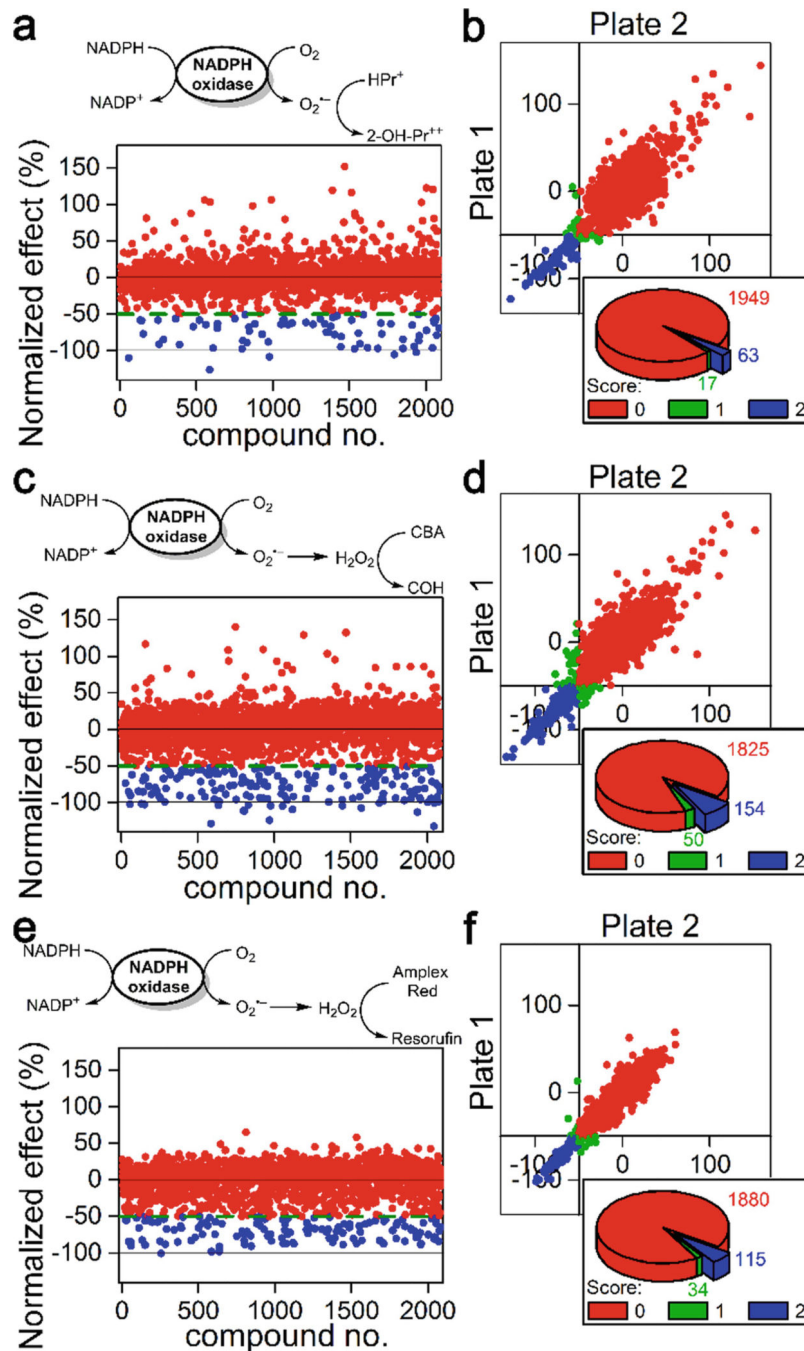 a
NADPH
NADP⁺
NADPH
oxidase
O₂
O₂•−
HPr⁺
2-OH-Pr⁺⁺
Normalized effect (%)
150
100
50
0
-50
-100
0 500 1000 1500 2000
compound no.
b
Plate 2
Plate 1
100
0
-100
0 100
1949
63
17
Score:
0 1 2
c
NADPH
NADP⁺
NADPH
oxidase
O₂
O₂•− H₂O₂
CBA
COH
Normalized effect (%)
150
100
50
0
-50
-100
0 500 1000 1500 2000
compound no.
d
Plate 2
Plate 1
100
0
0 100
1825
154
50
Score:
0 1 2
e
NADPH
NADP⁺
NADPH
oxidase
O₂
O₂•− H₂O₂
Amplex
Red
Resorufin
Normalized effect (%)
150
100
50
0
-50
-100
0 500 1000 1500 2000
compound no.
f
Plate 2
Plate 1
100
0
-100
0 100
1880
115
34
Score:
0 1 2